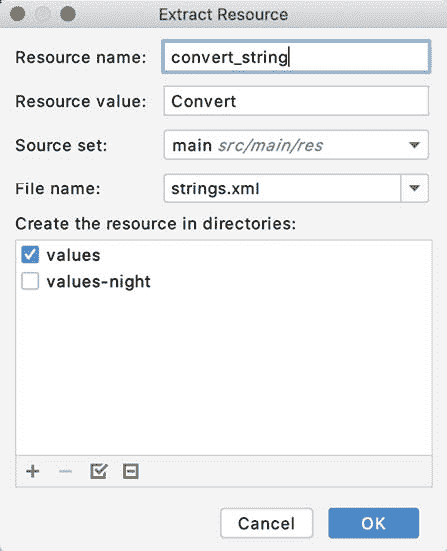 Extract Resource
Resource name: convert_string
Resource value: Convert
Source set: main src/main/res
File name: strings.xml
Create the resource in directories:
values
values-night
Cancel OK